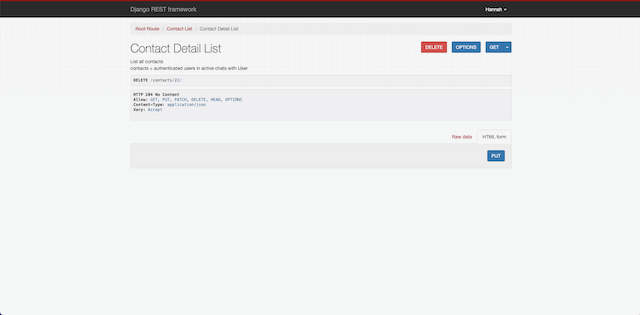 Django REST framework
Hannah
Root Route / Contact List / Contact Detail List
Contact Detail List
DELETE
OPTIONS
GET
List all contacts
contacts = authenticated users in active chats with User
DELETE /contacts/22/
HTTP 204 No Content
Allow: GET, PUT, PATCH, DELETE, HEAD, OPTIONS
Content-Type: application/json
Vary: Accept
Raw data
HTML form
PUT